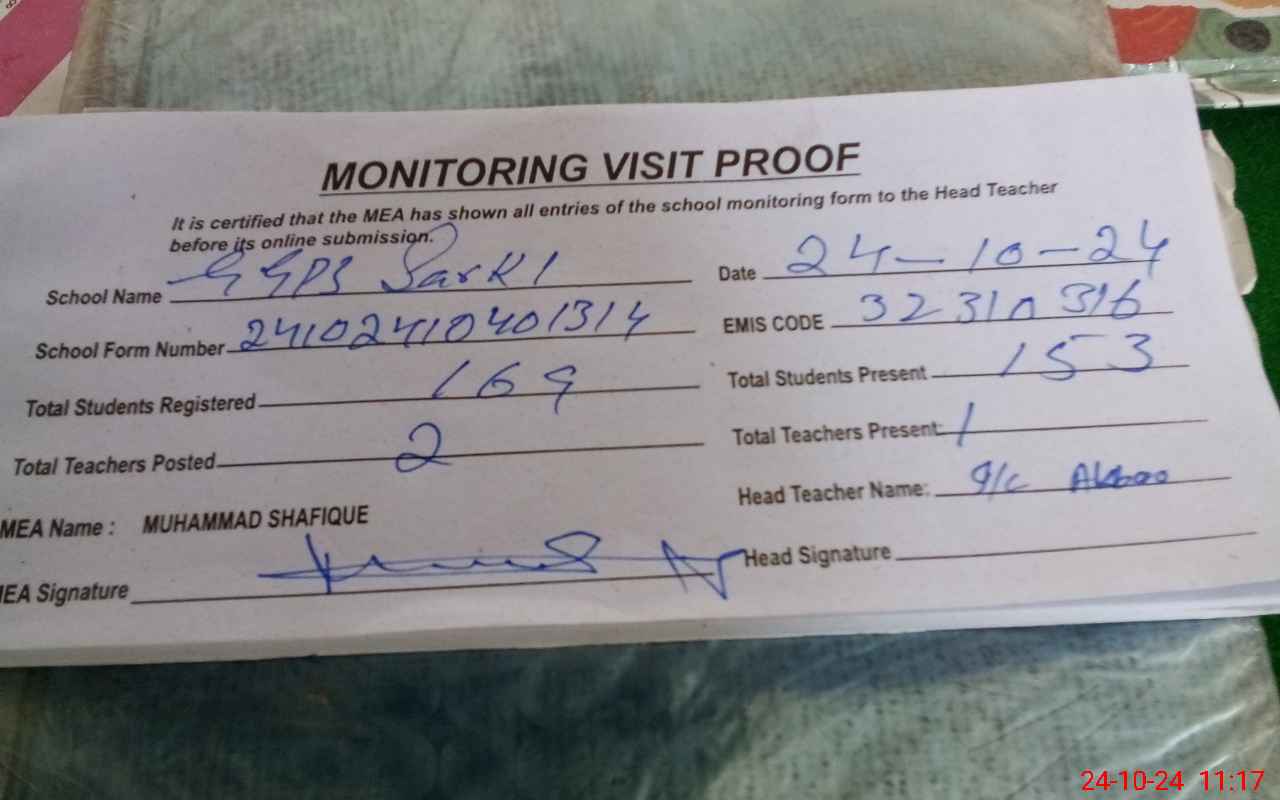 MONITORING VISIT PROOF
It is certified that the MEA has shown all entries of the school monitoring form to the Head Teacher
before its online submission.
School Name GGPS Sarki Date 24-10-24
School Form Number 2410241040 1314 EMIS CODE 32310316
Total Students Registered 169 Total Students Present 153
Total Teachers Posted 2 Total Teachers Present: 1
MEA Name : MUHAMMAD SHAFIQUE Head Teacher Name: I/c
MEA Signature Head Signature
24-10-24 11:17